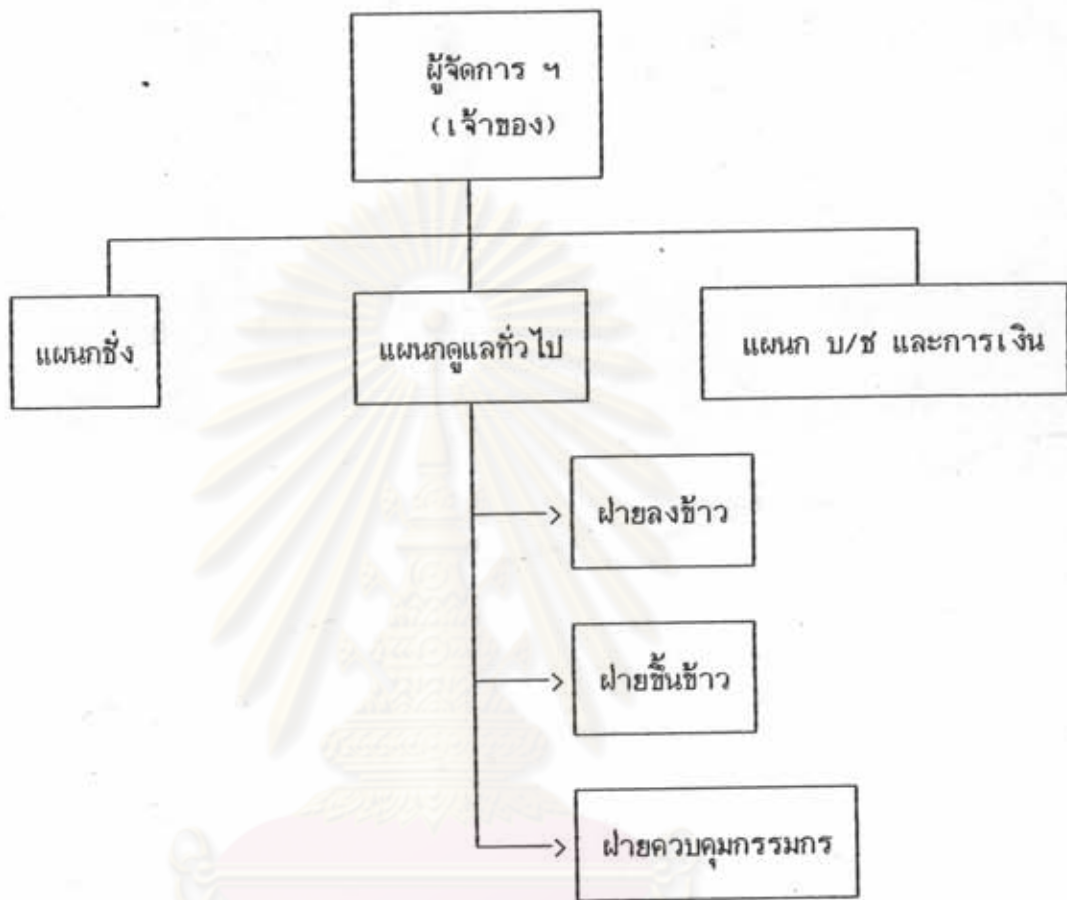 ผู้จัดการ ฯ
(เจ้าของ)
แผนกชั่ง
แผนกดูแลทั่วไป
แผนก บ/ช และการเงิน
ฝ่ายลงข้าว
ฝ่ายขึ้นข้าว
ฝ่ายควบคุมกรรมกร